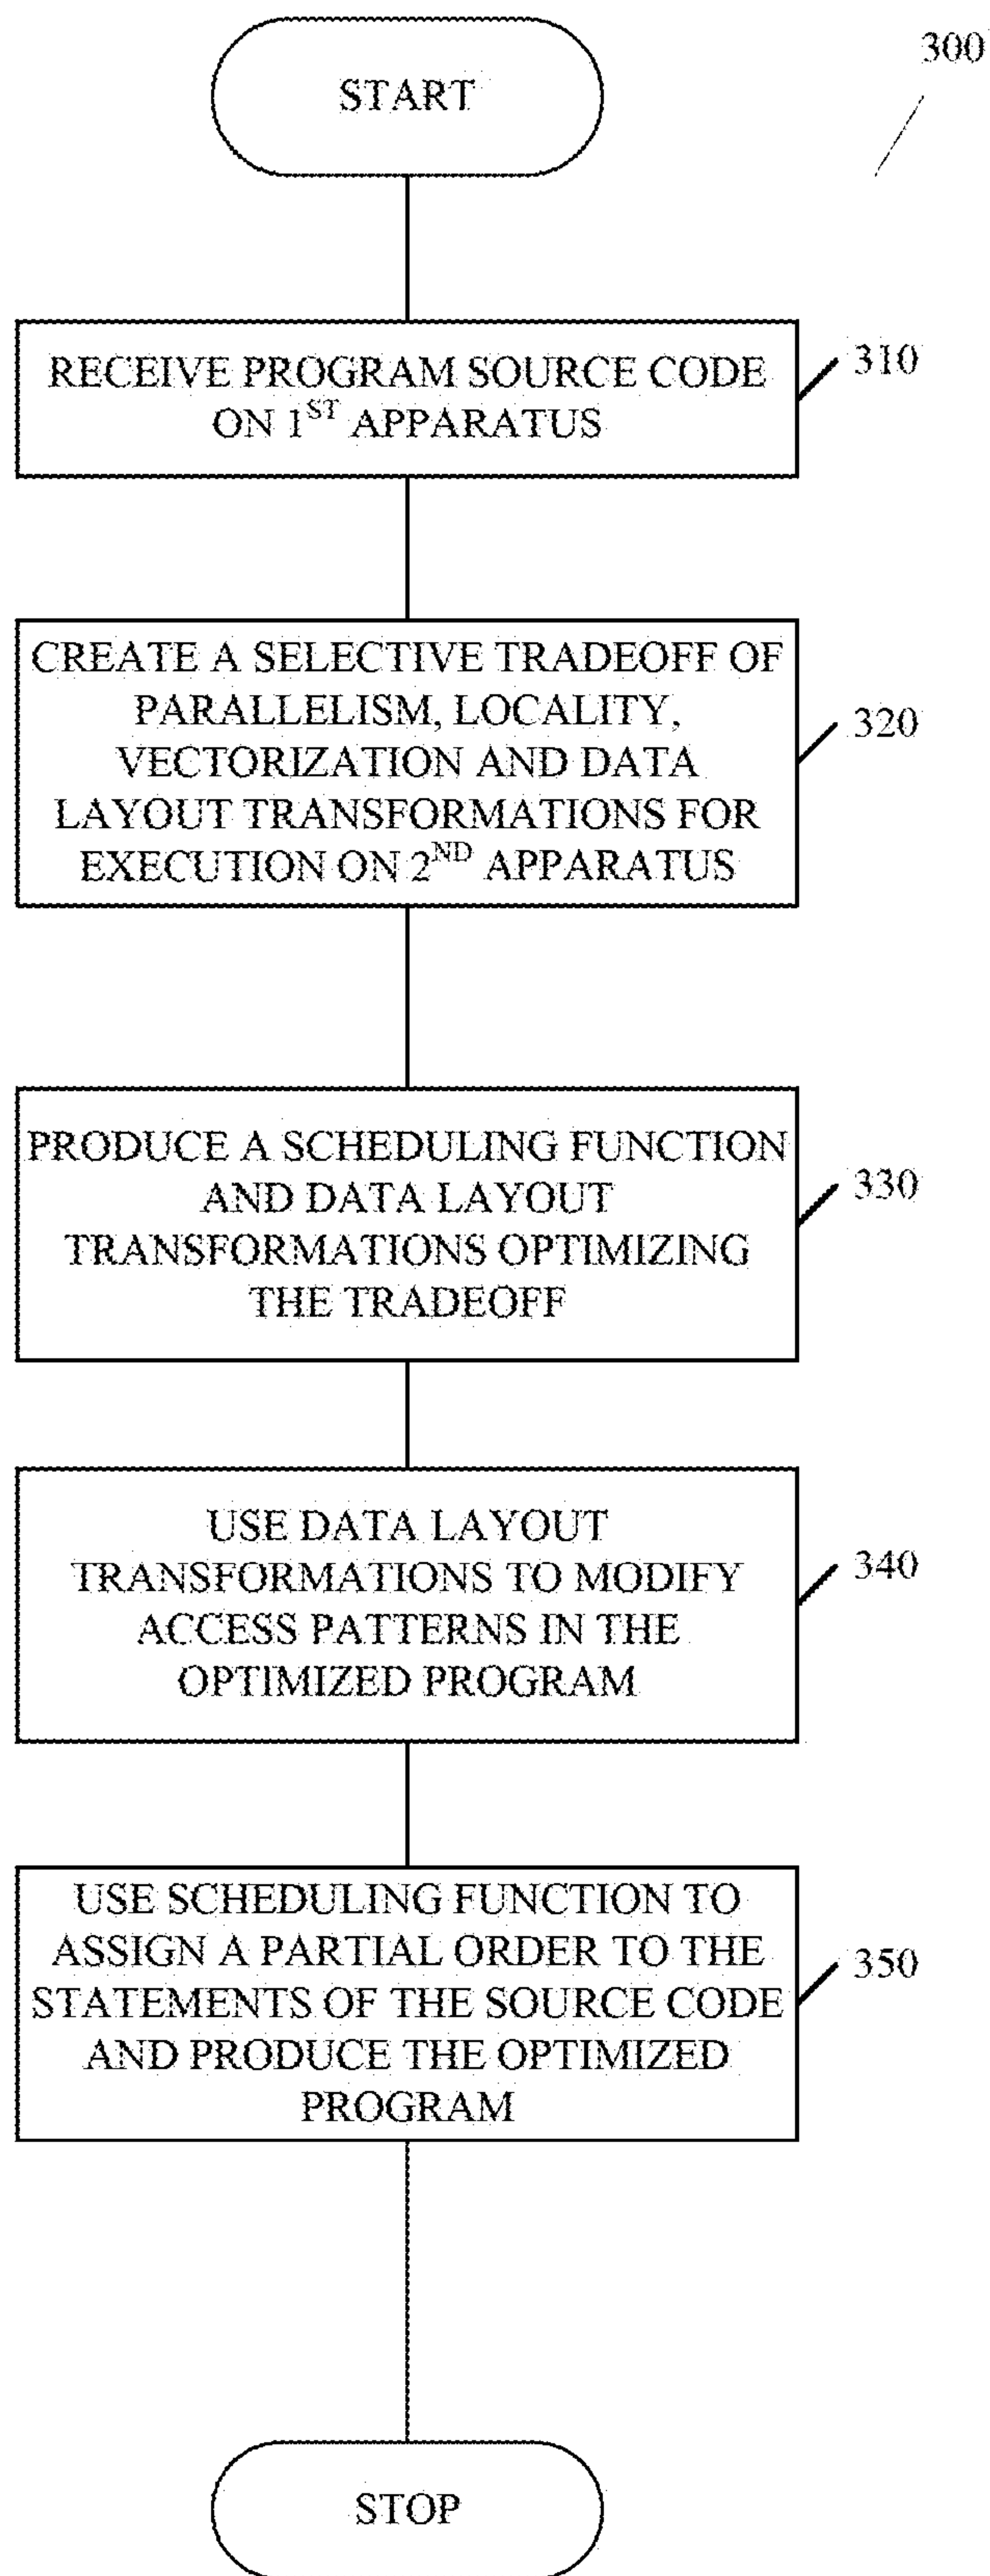 START
300
RECEIVE PROGRAM SOURCE CODE
ON 1ST APPARATUS
310
CREATE A SELECTIVE TRADEOFF OF
PARALLELISM, LOCALITY,
VECTORIZATION AND DATA
LAYOUT TRANSFORMATIONS FOR
EXECUTION ON 2ND APPARATUS
320
PRODUCE A SCHEDULING FUNCTION
AND DATA LAYOUT
TRANSFORMATIONS OPTIMIZING
THE TRADEOFF
330
USE DATA LAYOUT
TRANSFORMATIONS TO MODIFY
ACCESS PATTERNS IN THE
OPTIMIZED PROGRAM
340
USE SCHEDULING FUNCTION TO
ASSIGN A PARTIAL ORDER TO THE
STATEMENTS OF THE SOURCE CODE
AND PRODUCE THE OPTIMIZED
PROGRAM
350
STOP